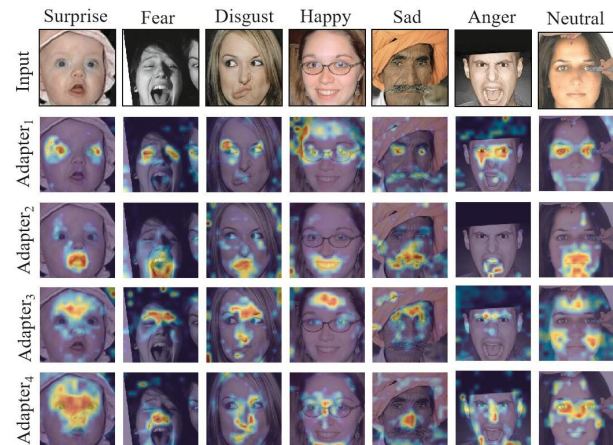 Surprise Fear Disgust Happy Sad Anger Neutral
Input
Adapter1
Adapter2
Adapter3
Adapter4